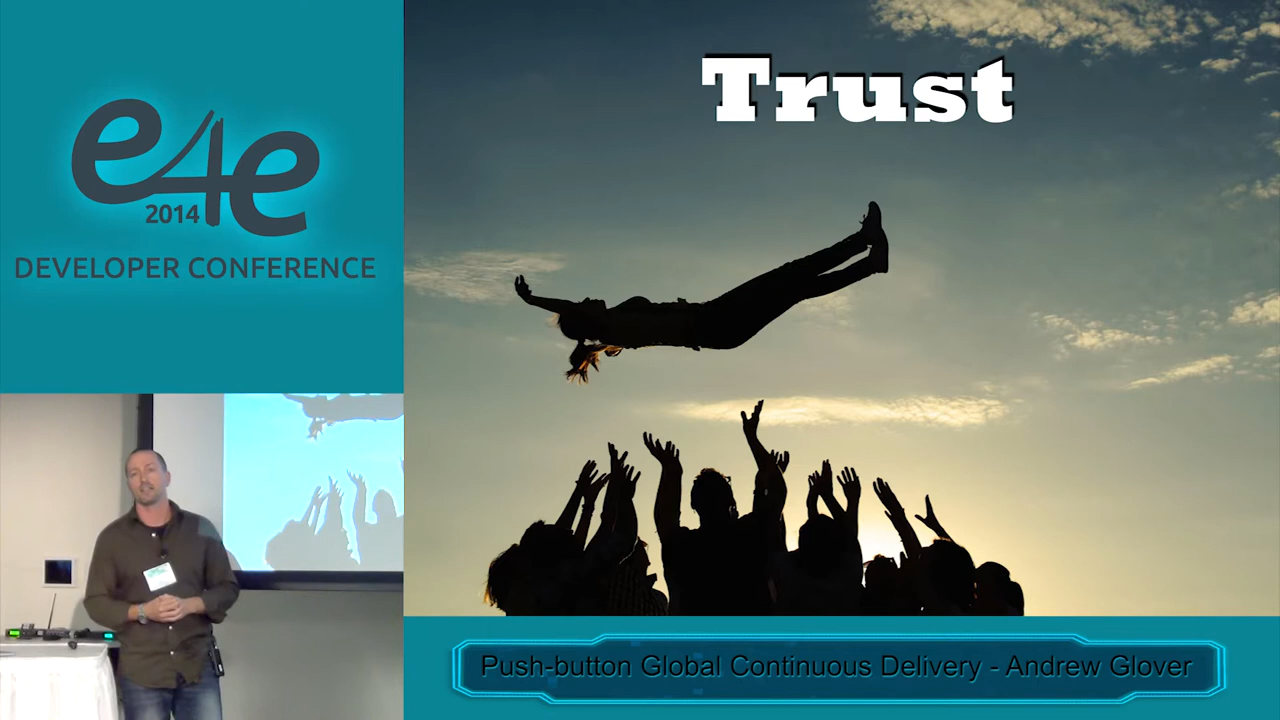 e4e
2014
DEVELOPER CONFERENCE
Trust
Push-button Global Continuous Delivery - Andrew Glover